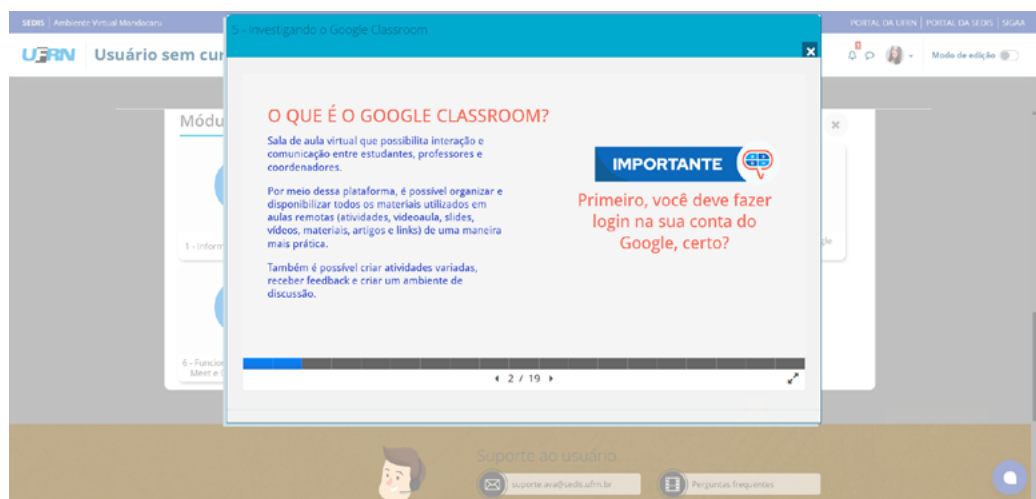 SEDIS | Ambiente Virtual Mandacaru
PORTAL DA UFRN | PORTAL DA SEDIS | SIGAA
5 - Investigando o Google Classroom
UFRN
Usuário sem cur
Modo de edição
Módu
O QUE É O GOOGLE CLASSROOM?
Sala de aula virtual que possibilita interação e
comunicação entre estudantes, professores e
coordenadores.
Por meio dessa plataforma, é possível organizar e
disponibilizar todos os materiais utilizados em
aulas remotas (atividades, videoaula, slides,
vídeos, materiais, artigos e links) de uma maneira
mais prática.
Também é possível criar atividades variadas,
receber feedback e criar um ambiente de
discussão.
IMPORTANTE
Primeiro, você deve fazer
login na sua conta do
Google, certo?
1 - Inform
gle
6 - Funcion
Meet e
2 / 19
Suporte ao usuário
suporte.ava@sedis.ufrn.br
Perguntas frequentes